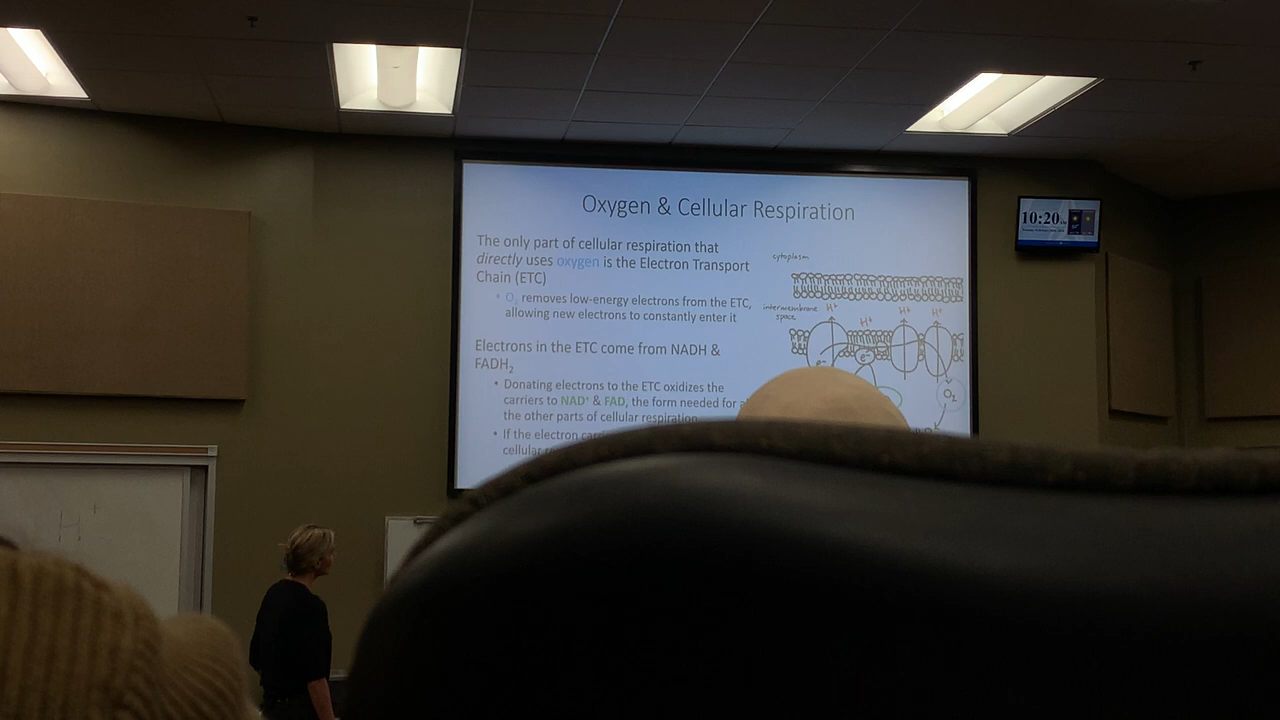 Oxygen & Cellular Respiration
The only part of cellular respiration that
directly uses oxygen is the Electron Transport
Chain (ETC)
• O₂ removes low-energy electrons from the ETC,
allowing new electrons to constantly enter it
Electrons in the ETC come from NADH &
FADH₂
• Donating electrons to the ETC oxidizes the
carriers to NAD⁺ & FAD, the form needed for
the other parts of cellular respiration
• If the electron
cellular
cytoplasm
intermembrane
space
H⁺
H⁺
H⁺
H⁺
e⁻
e⁻
O₂
10:20
H⁺